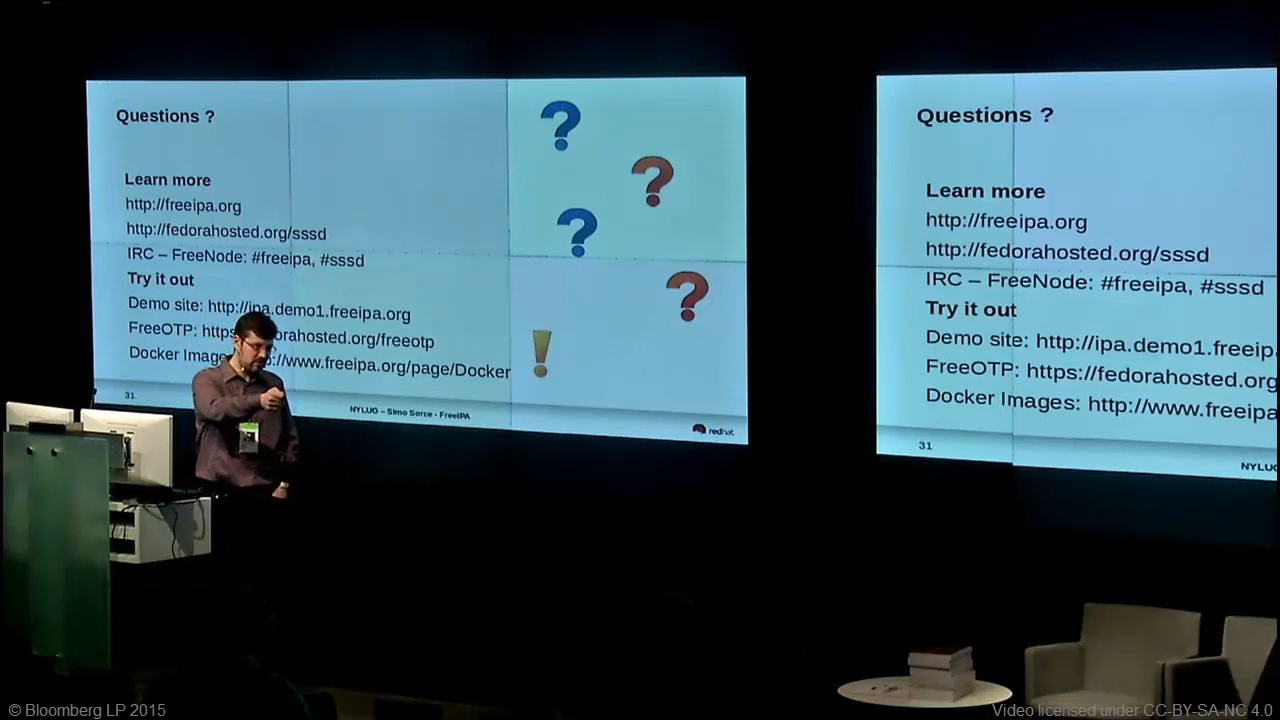 Questions ?
Learn more
http://freeipa.org
http://fedorahosted.org/sssd
IRC – FreeNode: #freeipa, #sssd
Try it out
Demo site: http://ipa.demo1.freeipa.org
FreeOTP: https orahosted.org/freeotp
Docker Imag p://www.freeipa.org/page/Docker
31
NYLUG – Simo Sorce - FreeIPA
redhat.
Questions ?
Learn more
http://freeipa.org
http://fedorahosted.org/sssd
IRC – FreeNode: #freeipa, #sssd
Try it out
Demo site: http://ipa.demo1.freeip
FreeOTP: https://fedorahosted.org
Docker Images: http://www.freeipa
31
NYLUG
© Bloomberg LP 2015
Video licensed under CC-BY-SA-NC 4.0